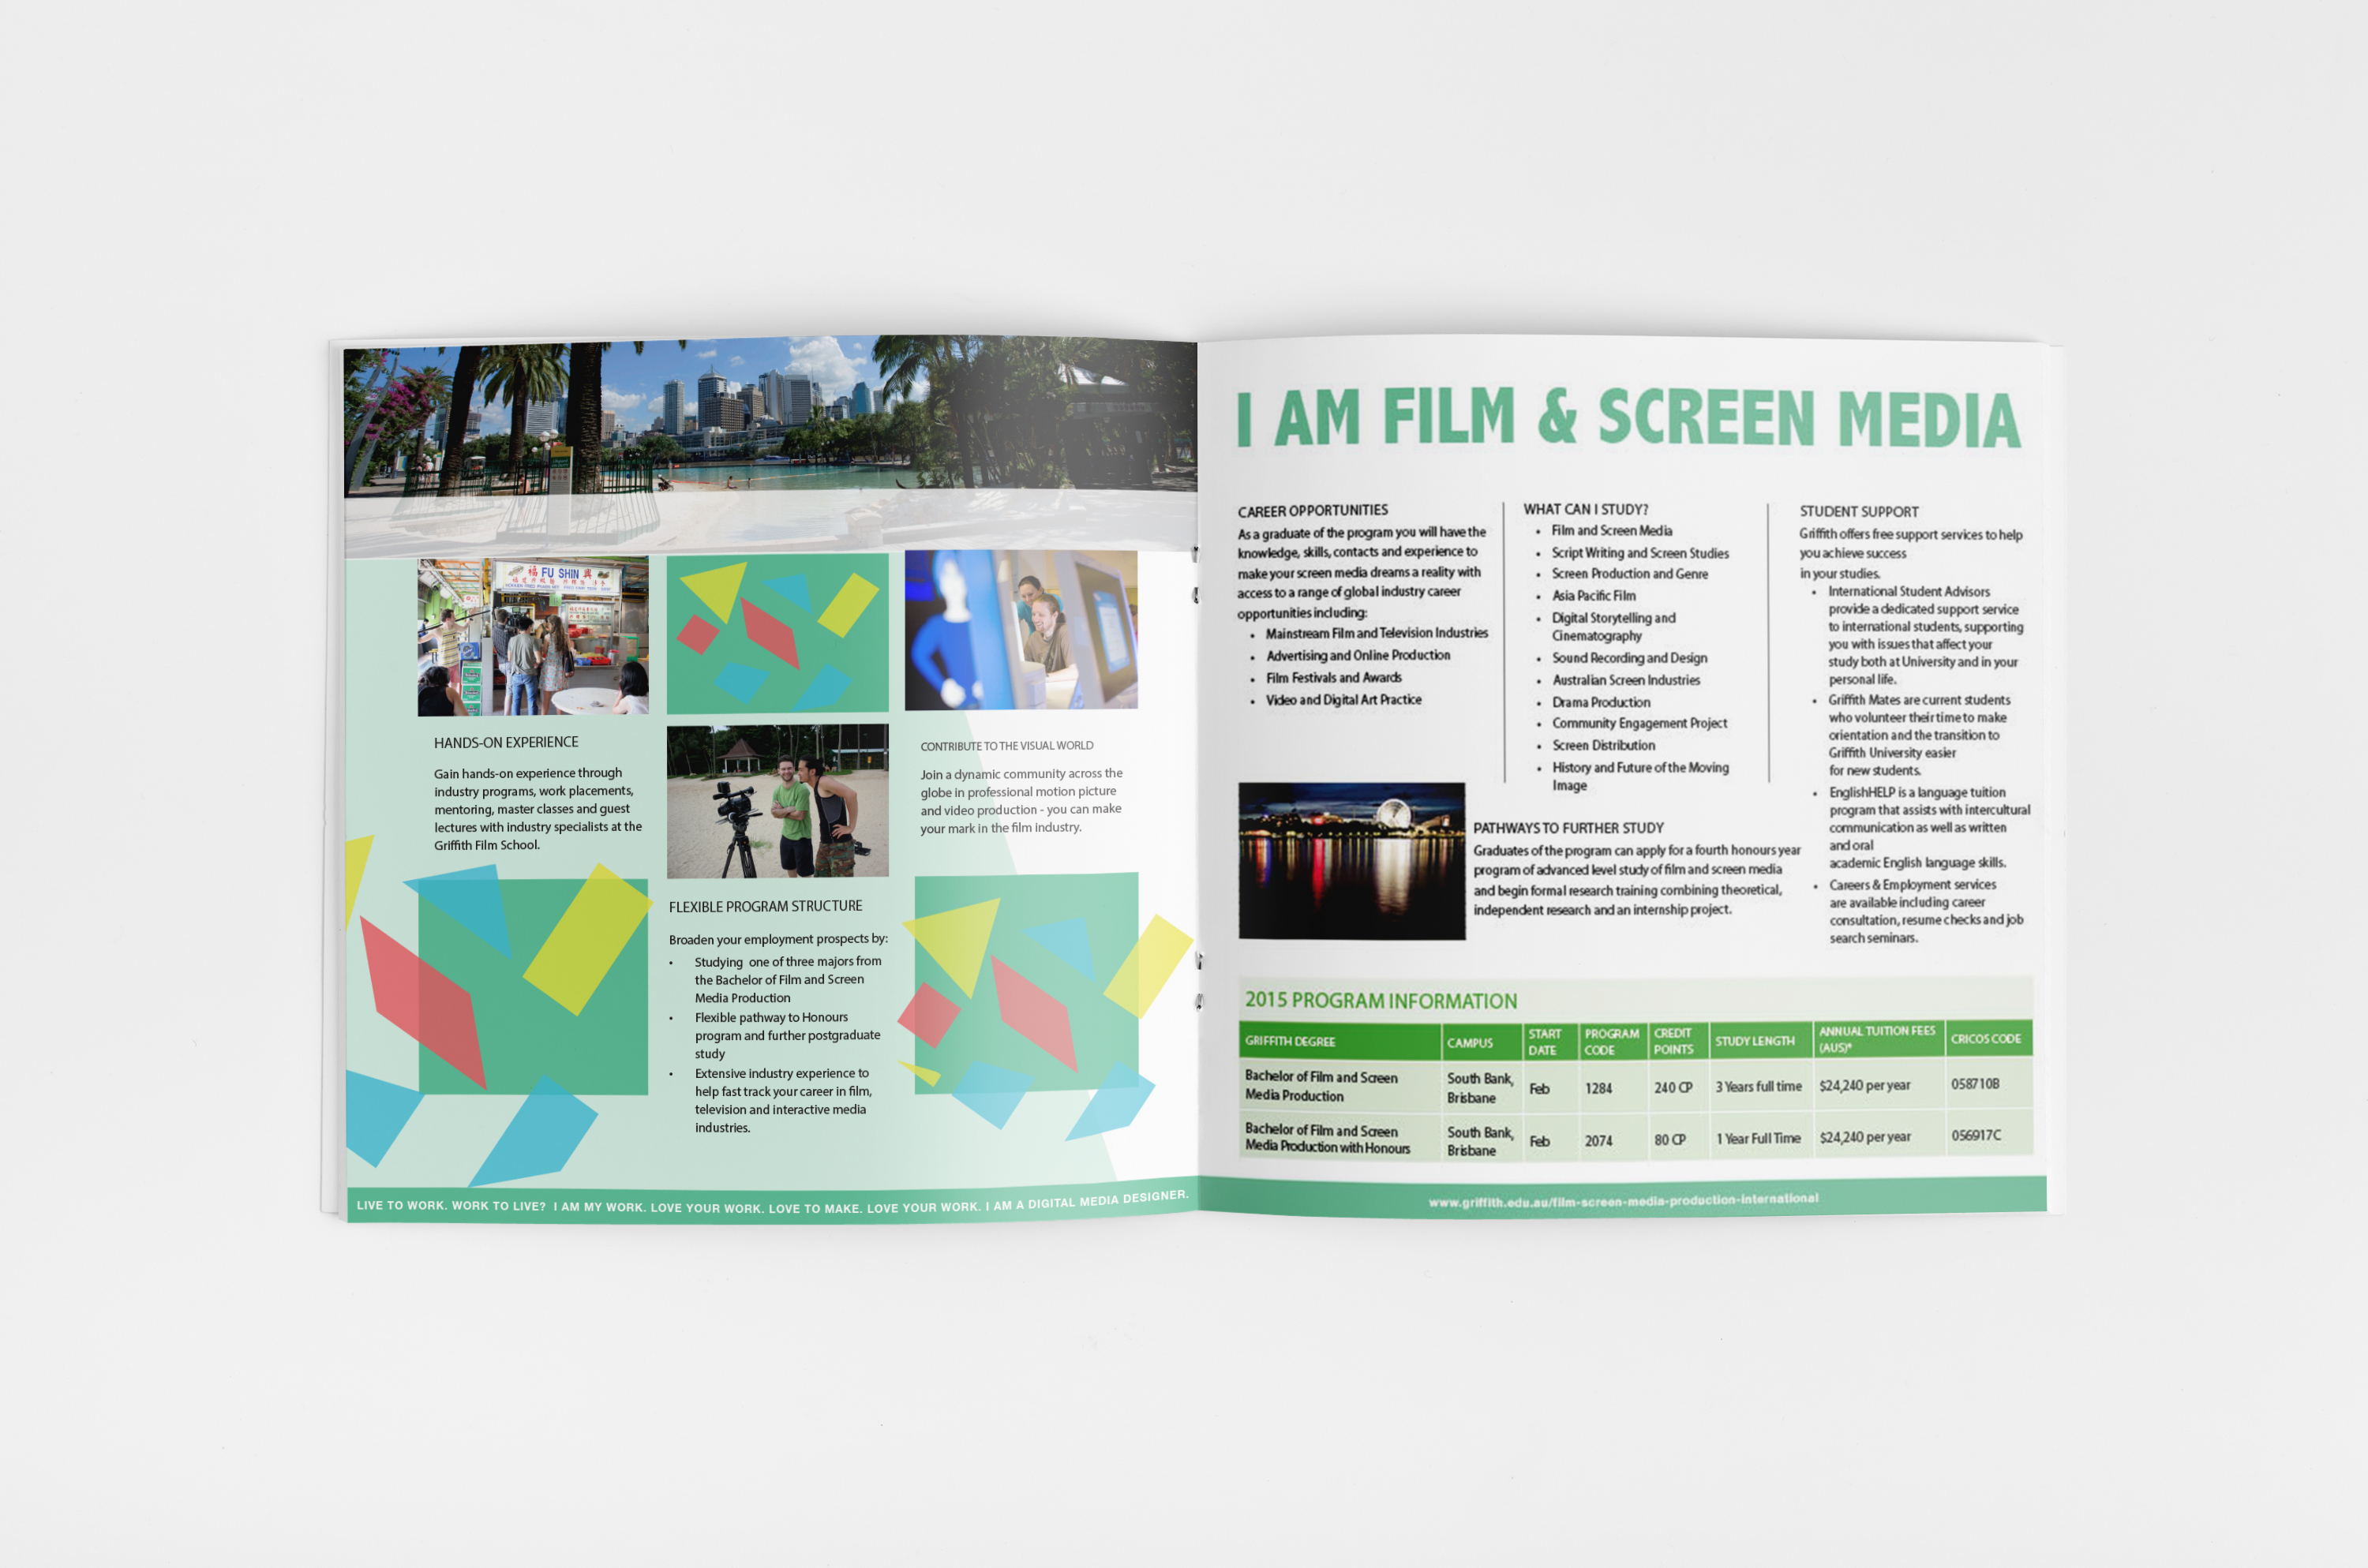 福 FU SHIN 興
HANDS-ON EXPERIENCE
Gain hands-on experience through
industry programs, work placements,
mentoring, master classes and guest
lectures with industry specialists at the
Griffith Film School.
FLEXIBLE PROGRAM STRUCTURE
Broaden your employment prospects by:
• Studying one of three majors from
the Bachelor of Film and Screen
Media Production
• Flexible pathway to Honours
program and further postgraduate
study
• Extensive industry experience to
help fast track your career in film,
television and interactive media
industries.
CONTRIBUTE TO THE VISUAL WORLD
Join a dynamic community across the
globe in professional motion picture
and video production - you can make
your mark in the film industry.
LIVE TO WORK. WORK TO LIVE? I AM MY WORK. LOVE YOUR WORK. LOVE TO MAKE. LOVE YOUR WORK. I AM A DIGITAL MEDIA DESIGNER.
I AM FILM & SCREEN MEDIA
CAREER OPPORTUNITIES
As a graduate of the program you will have the
knowledge, skills, contacts and experience to
make your screen media dreams a reality with
access to a range of global industry career
opportunities including:
• Mainstream Film and Television Industries
• Advertising and Online Production
• Film Festivals and Awards
• Video and Digital Art Practice
WHAT CAN I STUDY?
• Film and Screen Media
• Script Writing and Screen Studies
• Screen Production and Genre
• Asia Pacific Film
• Digital Storytelling and
Cinematography
• Sound Recording and Design
• Australian Screen Industries
• Drama Production
• Community Engagement Project
• Screen Distribution
• History and Future of the Moving
Image
PATHWAYS TO FURTHER STUDY
Graduates of the program can apply for a fourth honours year
program of advanced level study of film and screen media
and begin formal research training combining theoretical,
independent research and an internship project.
STUDENT SUPPORT
Griffith offers free support services to help
you achieve success
in your studies.
• International Student Advisors
provide a dedicated support service
to international students, supporting
you with issues that affect your
study both at University and in your
personal life.
• Griffith Mates are current students
who volunteer their time to make
orientation and the transition to
Griffith University easier
for new students.
• EnglishHELP is a language tuition
program that assists with intercultural
communication as well as written
and oral
academic English language skills.
• Careers & Employment services
are available including career
consultation, resume checks and job
search seminars.
2015 PROGRAM INFORMATION
GRIFFITH DEGREE CAMPUS START DATE PROGRAM CODE CREDIT POINTS STUDY LENGTH ANNUAL TUITION FEES (AUS)* CRICOS CODE
Bachelor of Film and Screen Media Production South Bank, Brisbane Feb 1284 240 CP 3 Years full time $24,240 per year 058710B
Bachelor of Film and Screen Media Production with Honours South Bank, Brisbane Feb 2074 80 CP 1 Year Full Time $24,240 per year 056917C
www.griffith.edu.au/film-screen-media-production-international